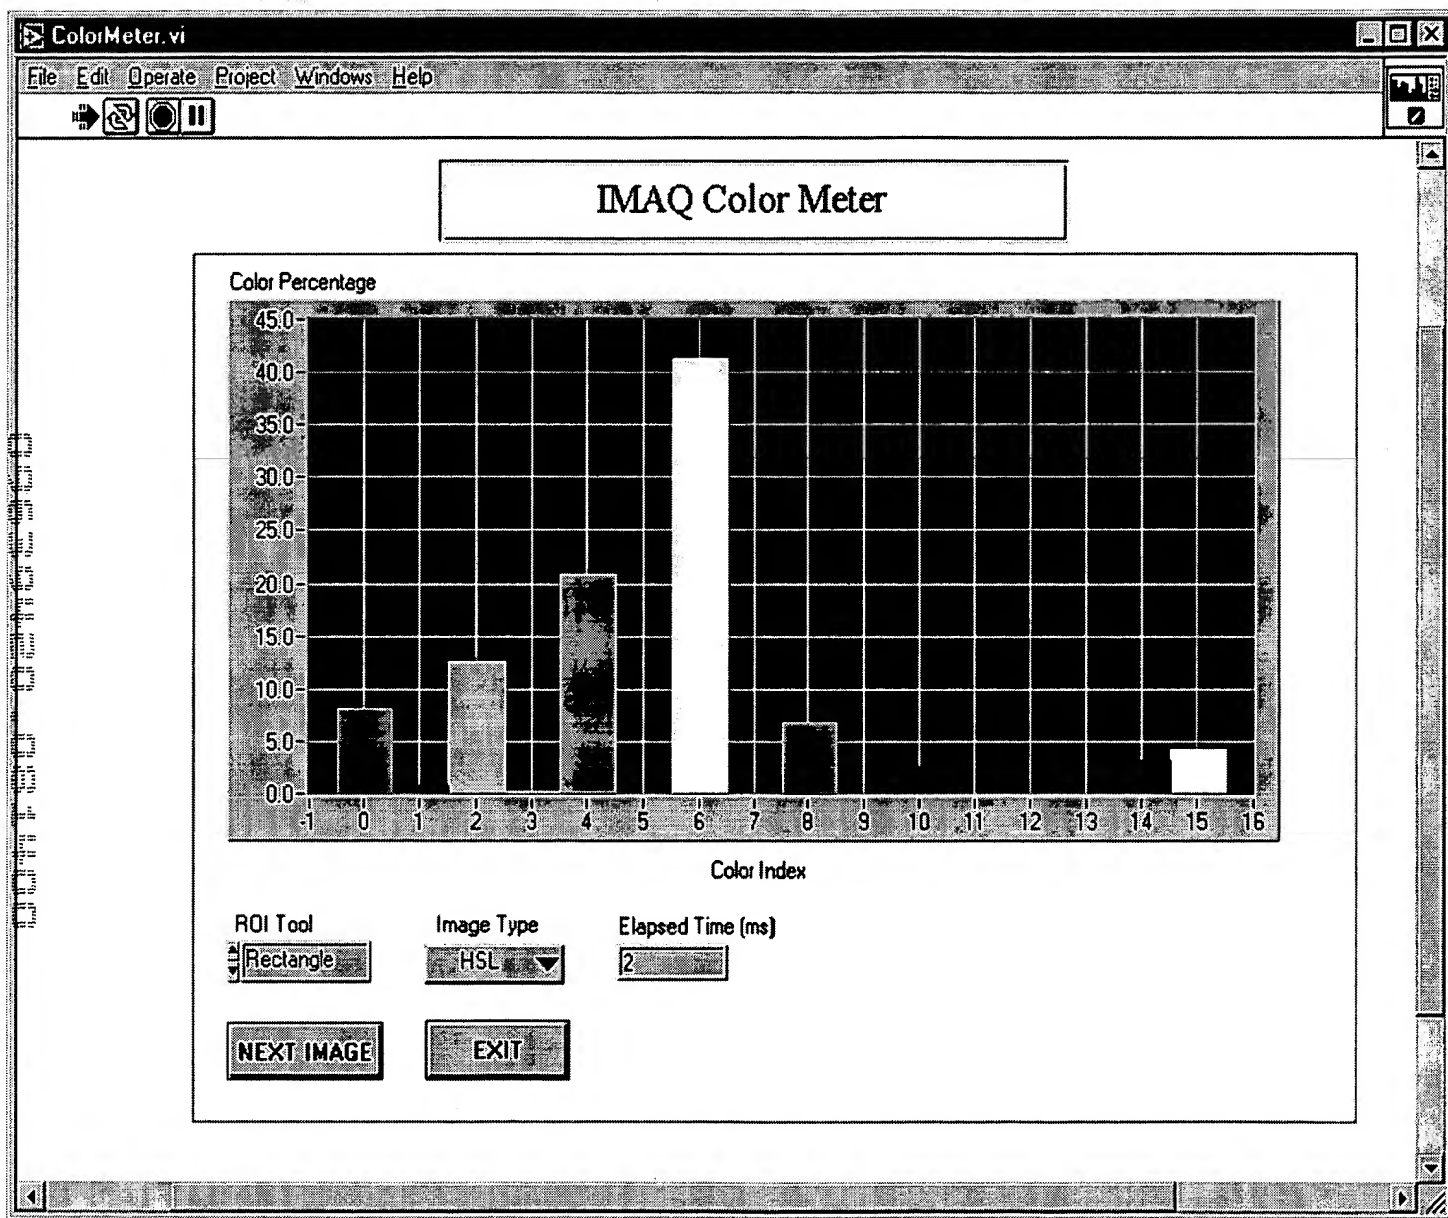 ColorMeter.vi
File Edit Operate Project Windows Help
IMAQ Color Meter
Color Percentage
45.0
40.0
35.0
30.0
25.0
20.0
15.0
10.0
5.0
0.0
-1 0 1 2 3 4 5 6 7 8 9 10 11 12 13 14 15 16
Color Index
ROI Tool Image Type Elapsed Time (ms)
Rectangle HSL 2
NEXT IMAGE EXIT